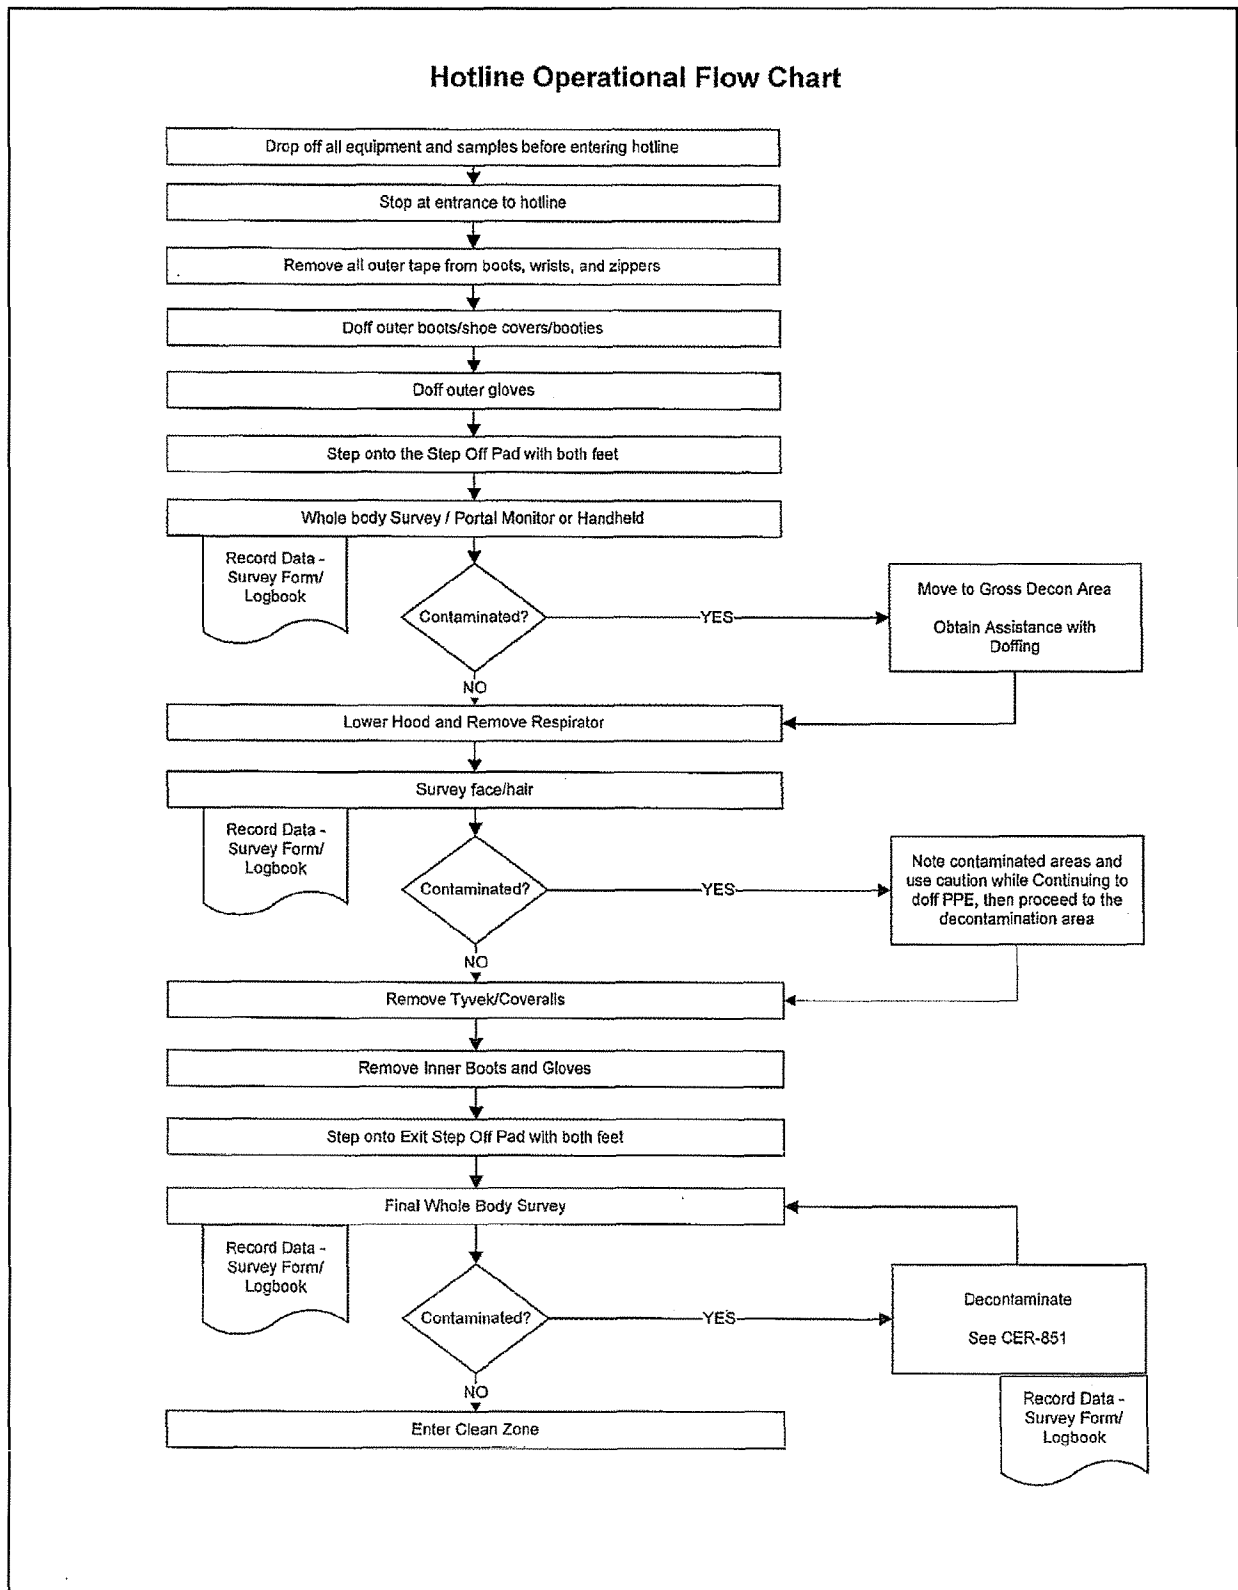 Hotline Operational Flow Chart
Drop off all equipment and samples before entering hotline
Stop at entrance to hotline
Remove all outer tape from boots, wrists, and zippers
Doff outer boots/shoe covers/booties
Doff outer gloves
Step onto the Step Off Pad with both feet
Whole body Survey / Portal Monitor or Handheld
Record Data -
Survey Form/
Logbook
Contaminated?
YES
Move to Gross Decon Area
Obtain Assistance with
Doffing
NO
Lower Hood and Remove Respirator
Survey face/hair
Record Data -
Survey Form/
Logbook
Contaminated?
YES
Note contaminated areas and
use caution while Continuing to
doff PPE, then proceed to the
decontamination area
NO
Remove Tyvek/Coveralls
Remove Inner Boots and Gloves
Step onto Exit Step Off Pad with both feet
Final Whole Body Survey
Record Data -
Survey Form/
Logbook
Contaminated?
YES
Decontaminate
See CER-851
Record Data -
Survey Form/
Logbook
NO
Enter Clean Zone